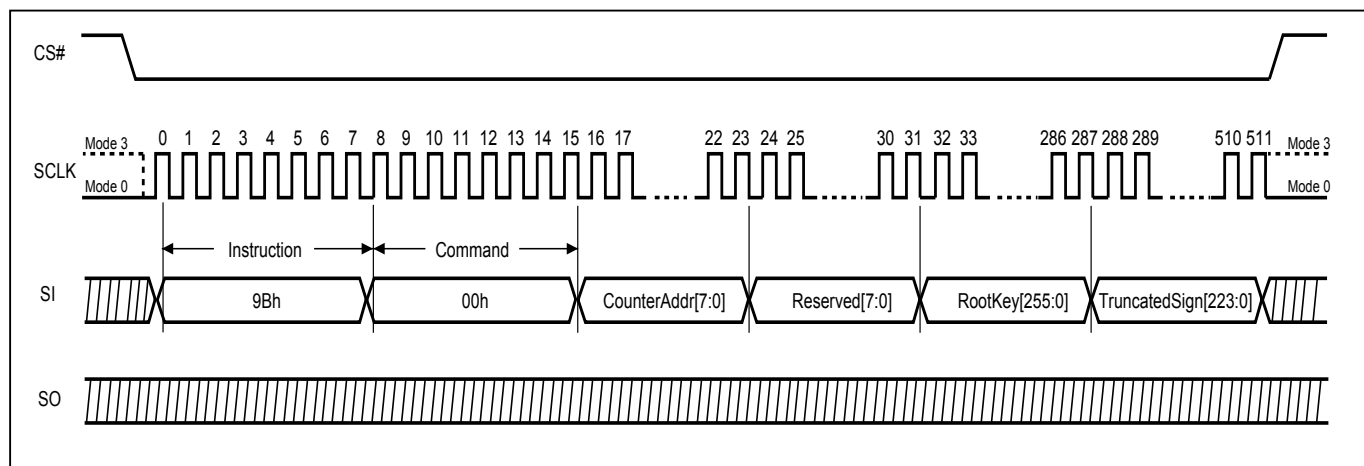 CS#
0 1 2 3 4 5 6 7 8 9 10 11 12 13 14 15 16 17 22 23 24 25 30 31 32 33 286 287 288 289 510 511
Mode 3 Mode 3
SCLK
Mode 0 Mode 0
Instruction Command
SI 9Bh 00h CounterAddr[7:0] Reserved[7:0] RootKey[255:0] TruncatedSign[223:0]
SO